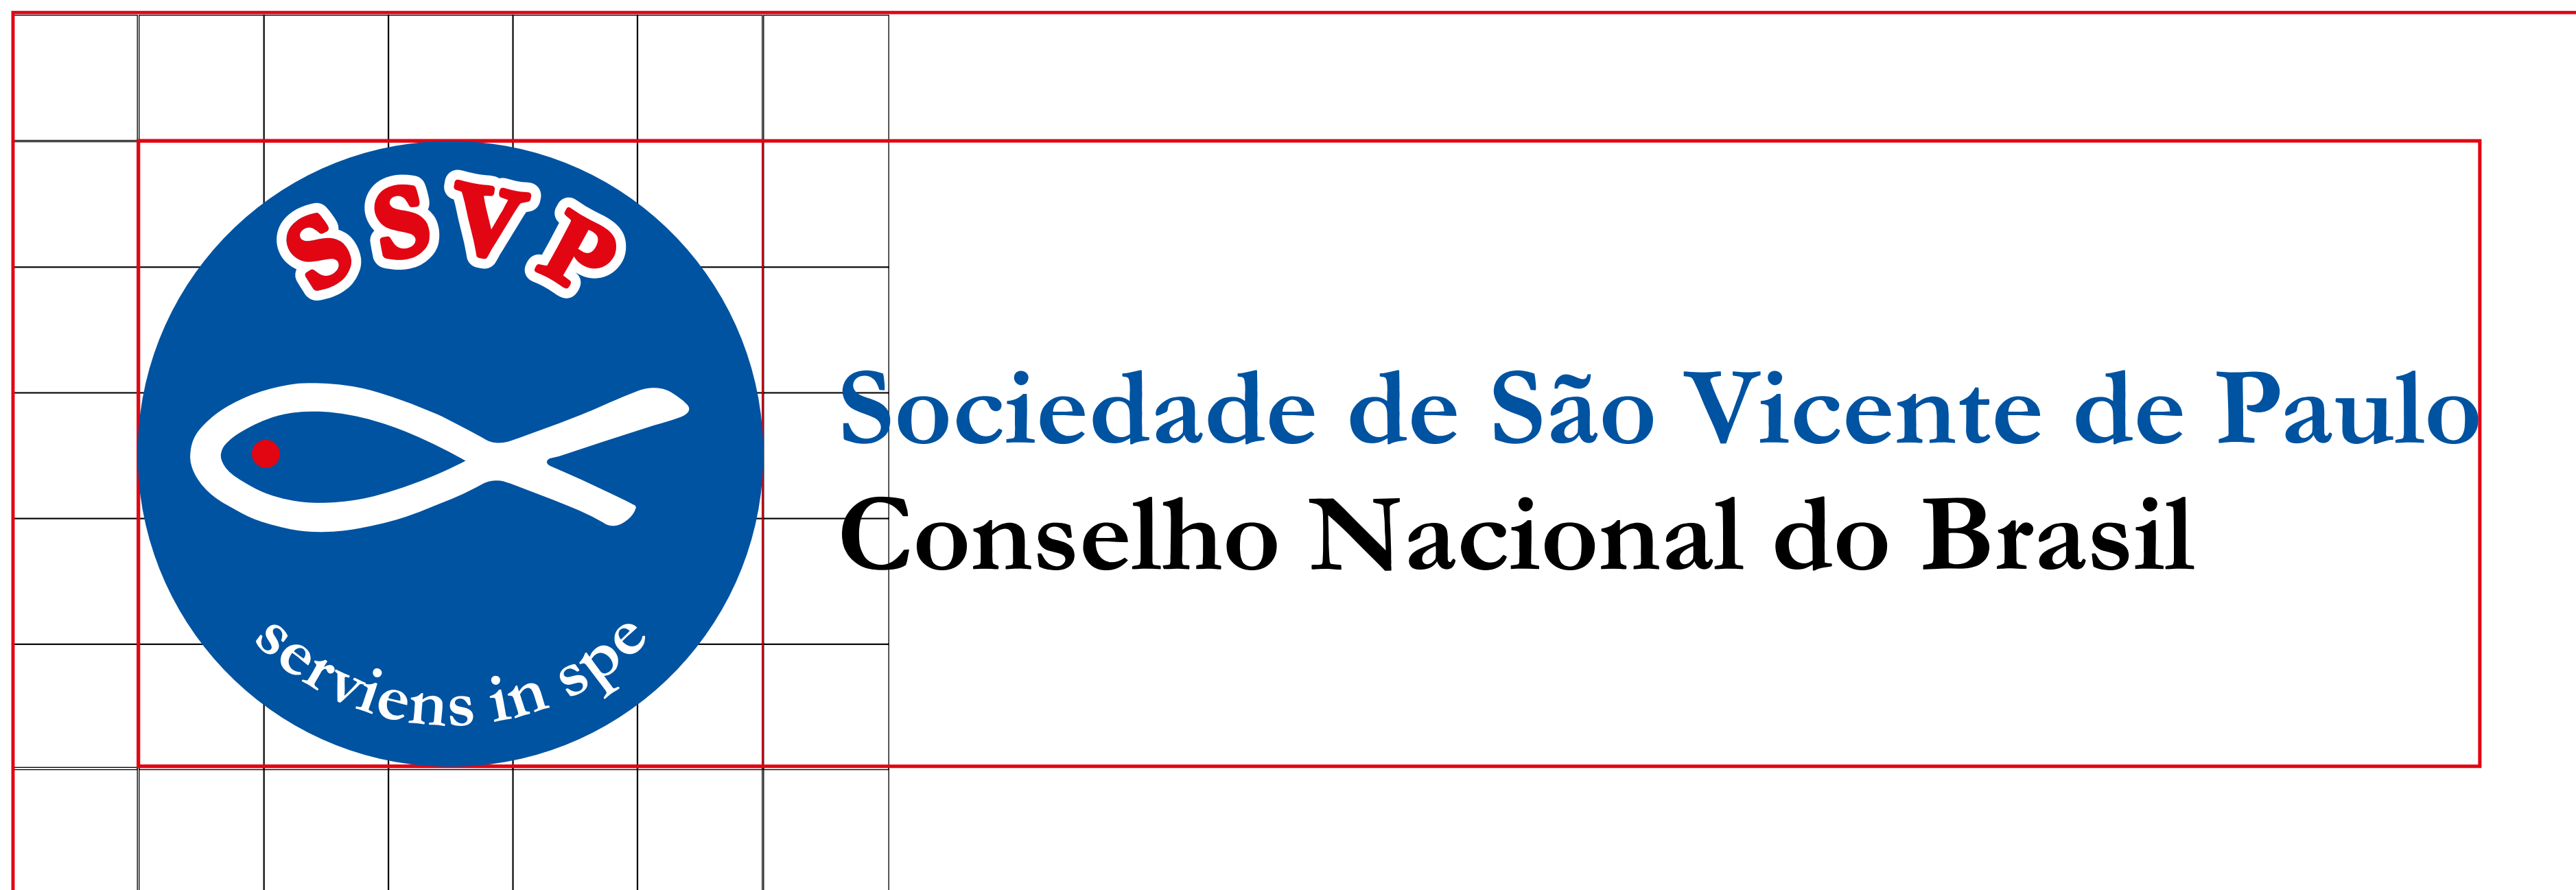 SSVP
serviens in spe
Sociedade de São Vicente de Paulo
Conselho Nacional do Brasil